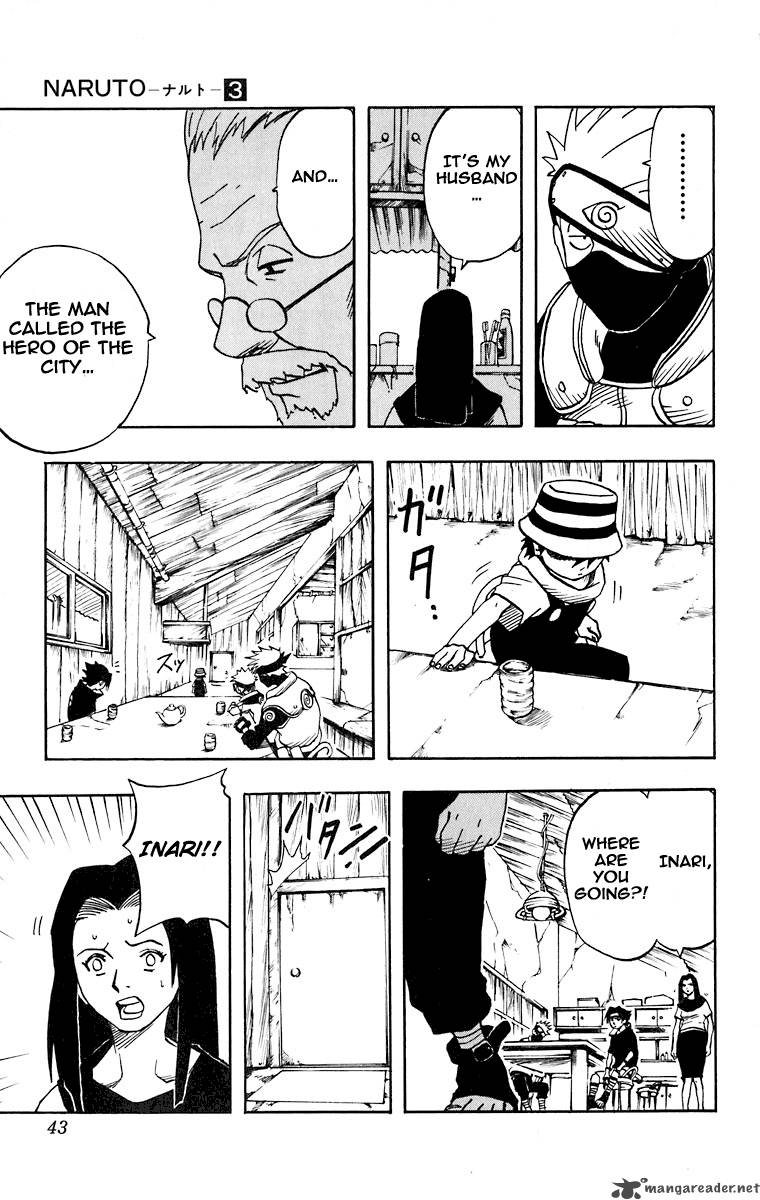 NARUTO―ナルト―3
.........
IT'S MY
HUSBAND
...
AND...
THE MAN
CALLED THE
HERO OF THE
CITY...
ガタ.
スッ
INARI,
WHERE
ARE
YOU
GOING?!
バタン!!
INARI!!
43
mangareader.net